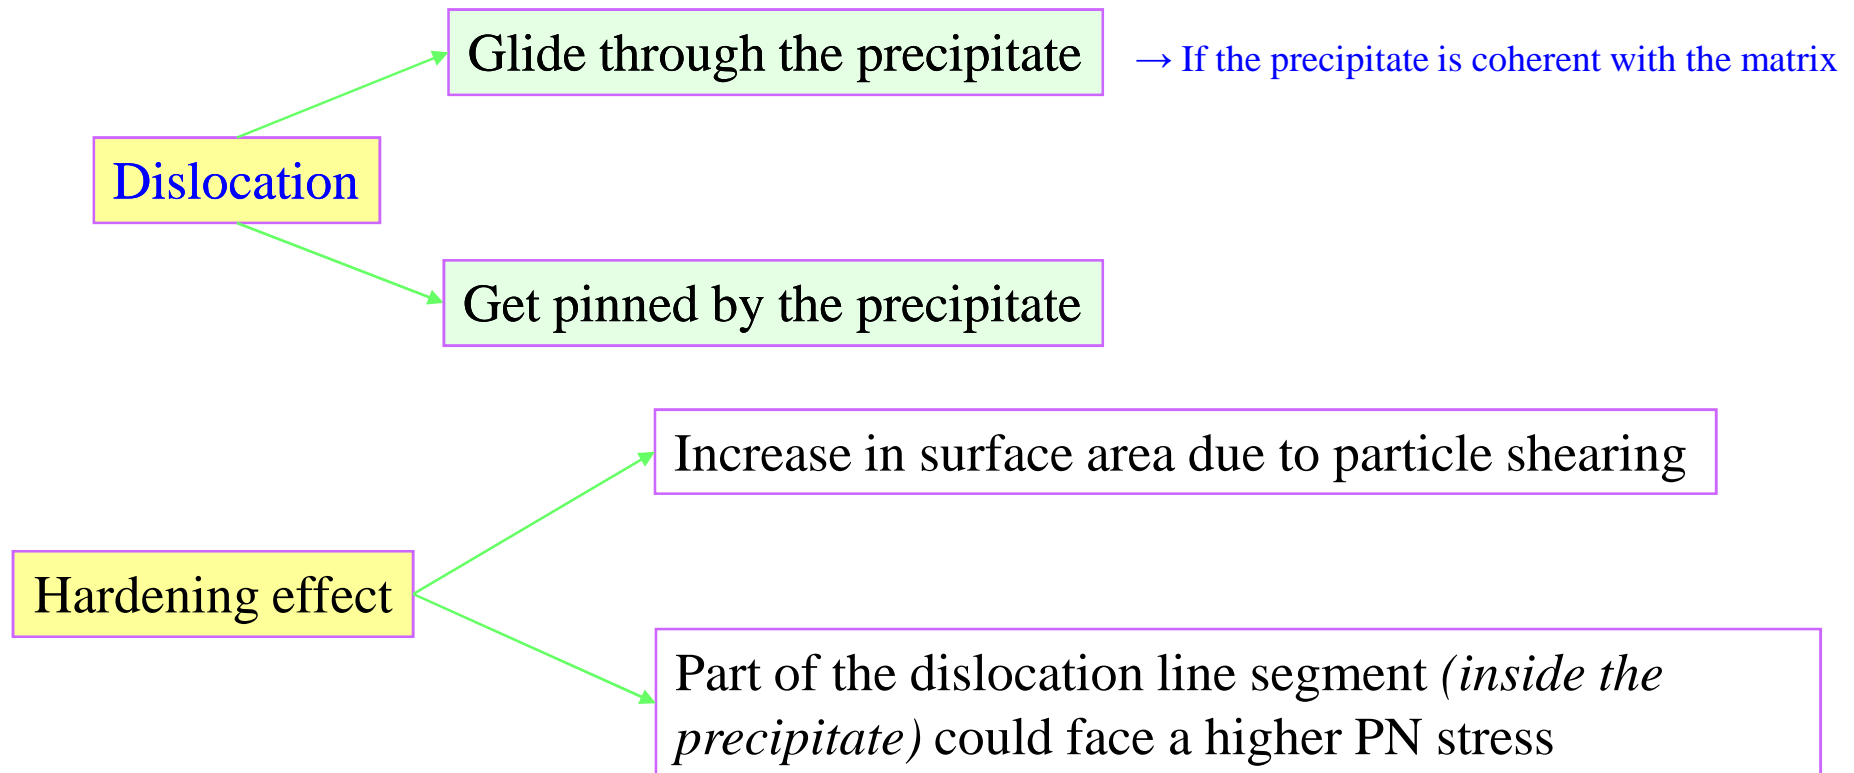 Glide through the precipitate
→ If the precipitate is coherent with the matrix
Dislocation
Get pinned by the precipitate
Increase in surface area due to particle shearing
Hardening effect
Part of the dislocation line segment (inside the
precipitate) could face a higher PN stress